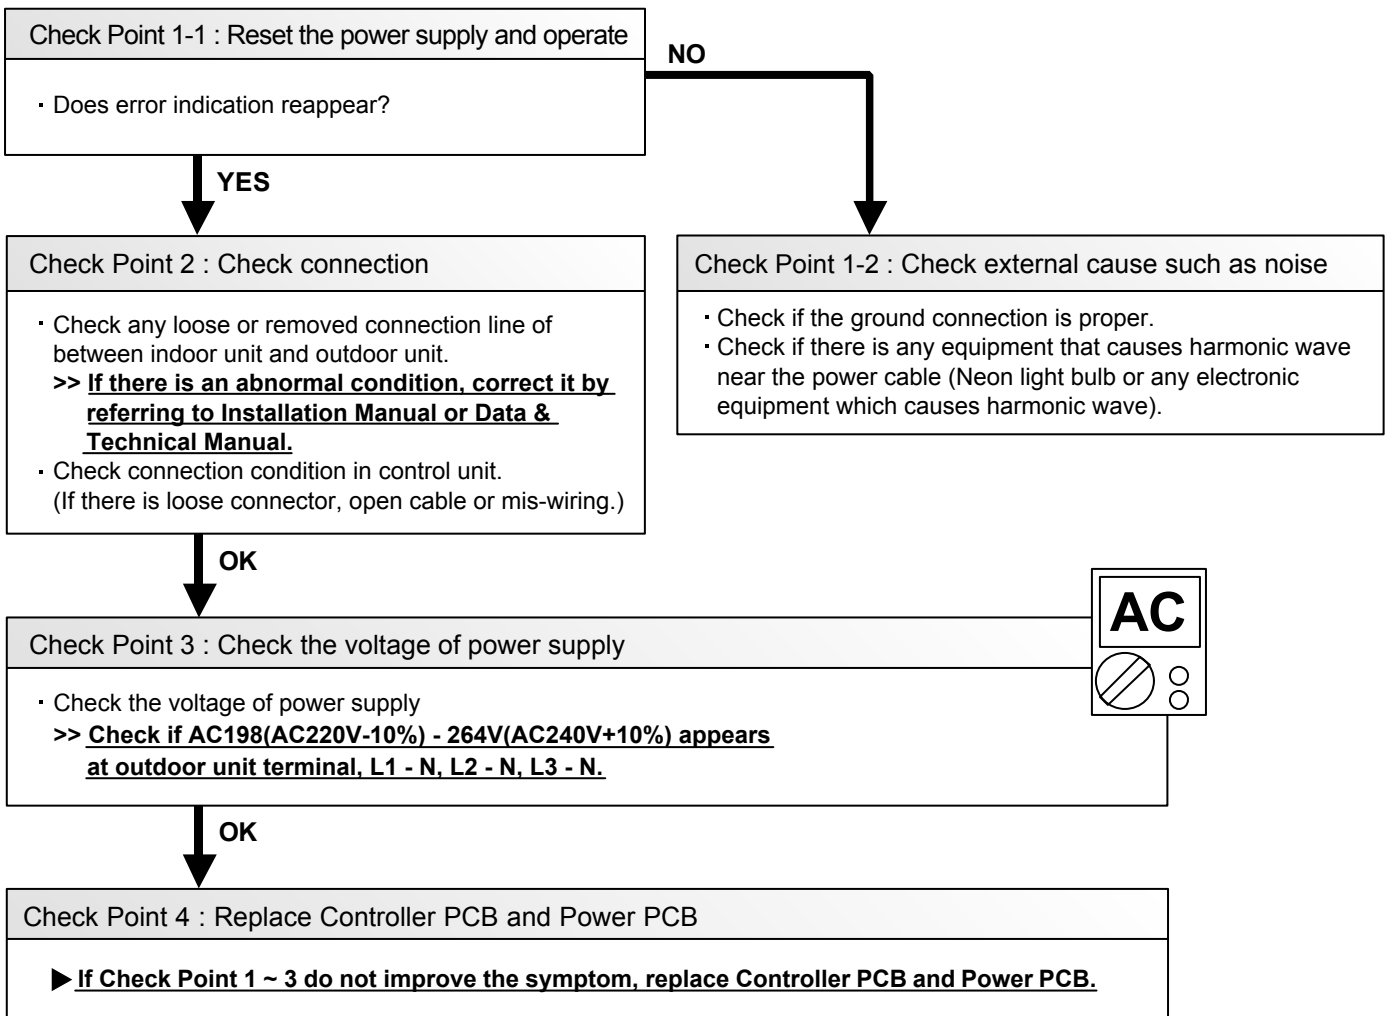 Check Point 1-1 : Reset the power supply and operate
· Does error indication reappear?
NO
YES
Check Point 2 : Check connection
· Check any loose or removed connection line of
between indoor unit and outdoor unit.
>> If there is an abnormal condition, correct it by
referring to Installation Manual or Data &
Technical Manual.
· Check connection condition in control unit.
(If there is loose connector, open cable or mis-wiring.)
Check Point 1-2 : Check external cause such as noise
· Check if the ground connection is proper.
· Check if there is any equipment that causes harmonic wave
near the power cable (Neon light bulb or any electronic
equipment which causes harmonic wave).
OK
Check Point 3 : Check the voltage of power supply
AC
· Check the voltage of power supply
>> Check if AC198(AC220V-10%) - 264V(AC240V+10%) appears
at outdoor unit terminal, L1 - N, L2 - N, L3 - N.
OK
Check Point 4 : Replace Controller PCB and Power PCB
▶ If Check Point 1 ~ 3 do not improve the symptom, replace Controller PCB and Power PCB.